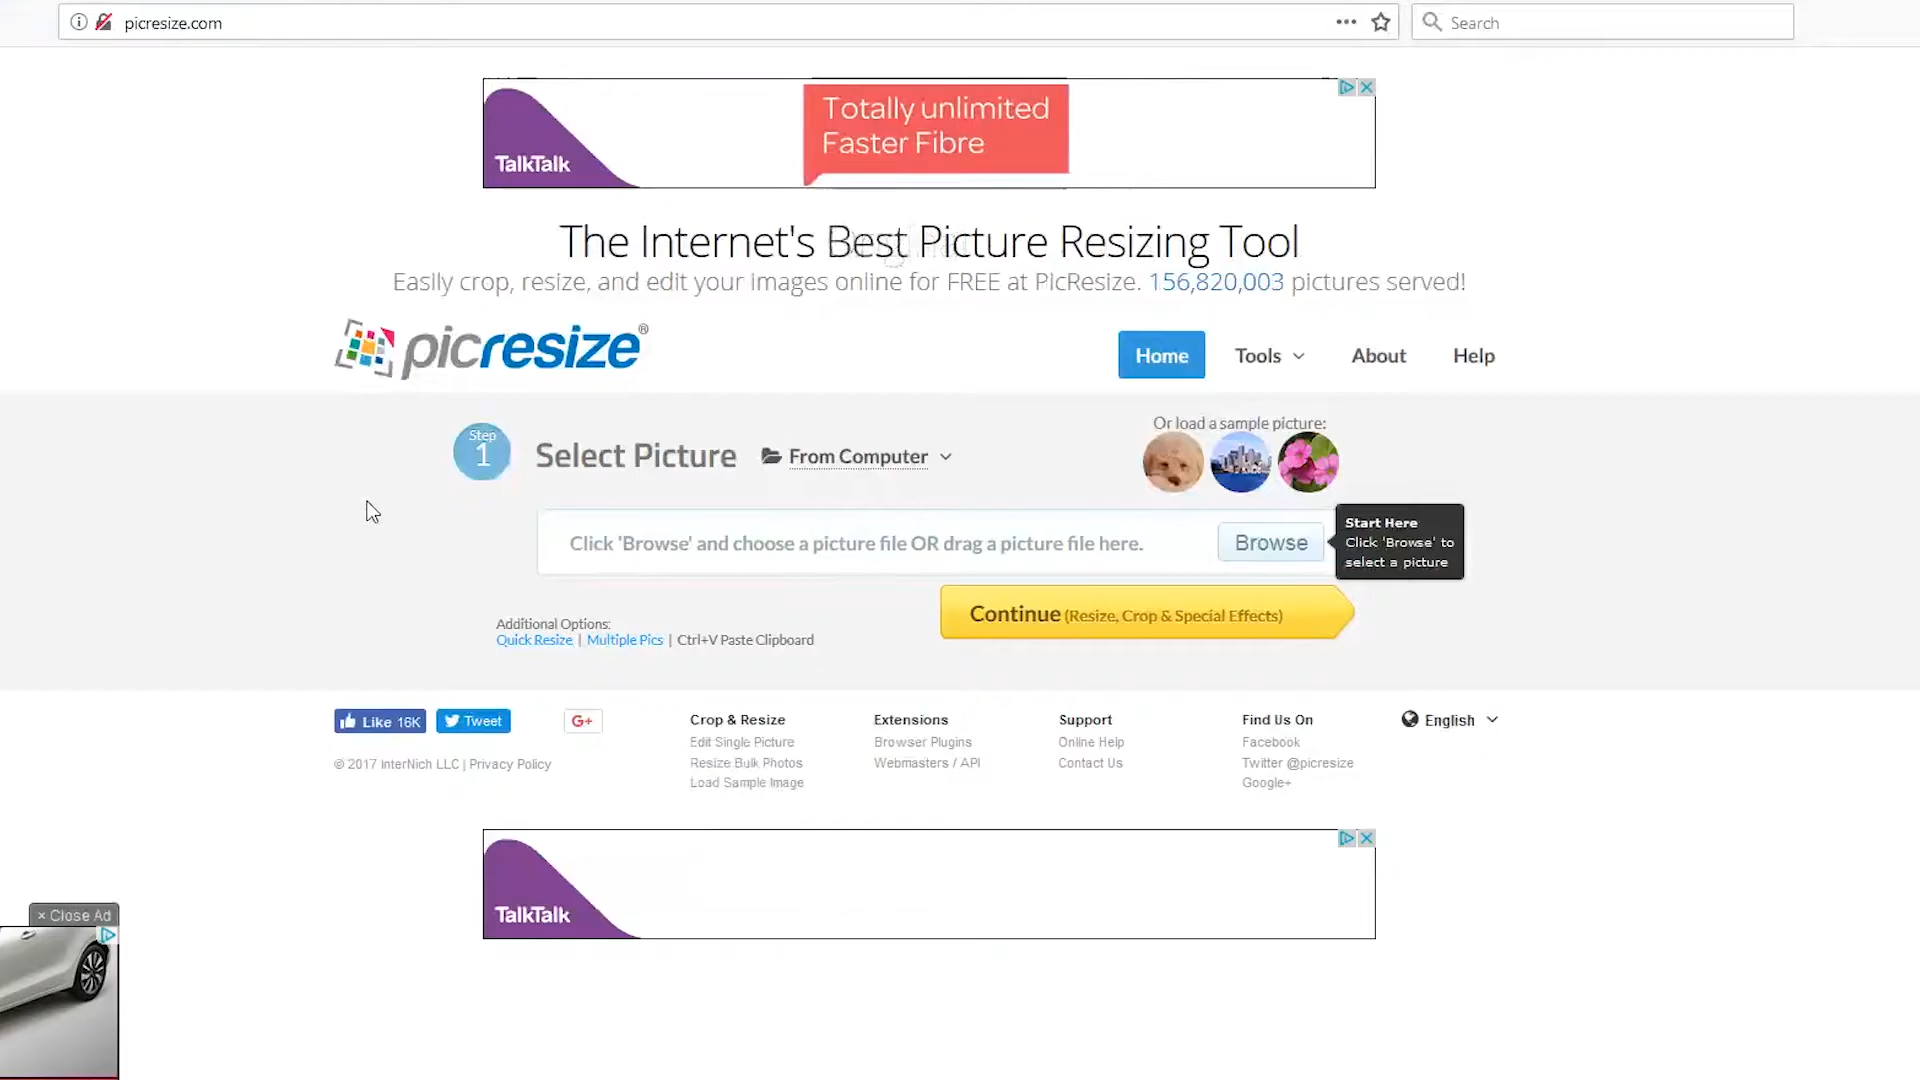 picresize.com
Search
TalkTalk
Totally unlimited
Faster Fibre
The Internet's Best Picture Resizing Tool
Easily crop, resize, and edit your images online for FREE at PicResize. 156,820,003 pictures served!
picresize®
Home
Tools
About
Help
Step
1
Select Picture
From Computer
Or load a sample picture:
Click 'Browse' and choose a picture file OR drag a picture file here.
Browse
Start Here
Click 'Browse' to
select a picture
Continue (Resize, Crop & Special Effects)
Additional Options:
Quick Resize | Multiple Pics | Ctrl+V Paste Clipboard
Like 16K
Tweet
G+
© 2017 InterNich LLC | Privacy Policy
Crop & Resize
Edit Single Picture
Resize Bulk Photos
Load Sample Image
Extensions
Browser Plugins
Webmasters / API
Support
Online Help
Contact Us
Find Us On
Facebook
Twitter @picresize
Google+
English
TalkTalk
× Close Ad